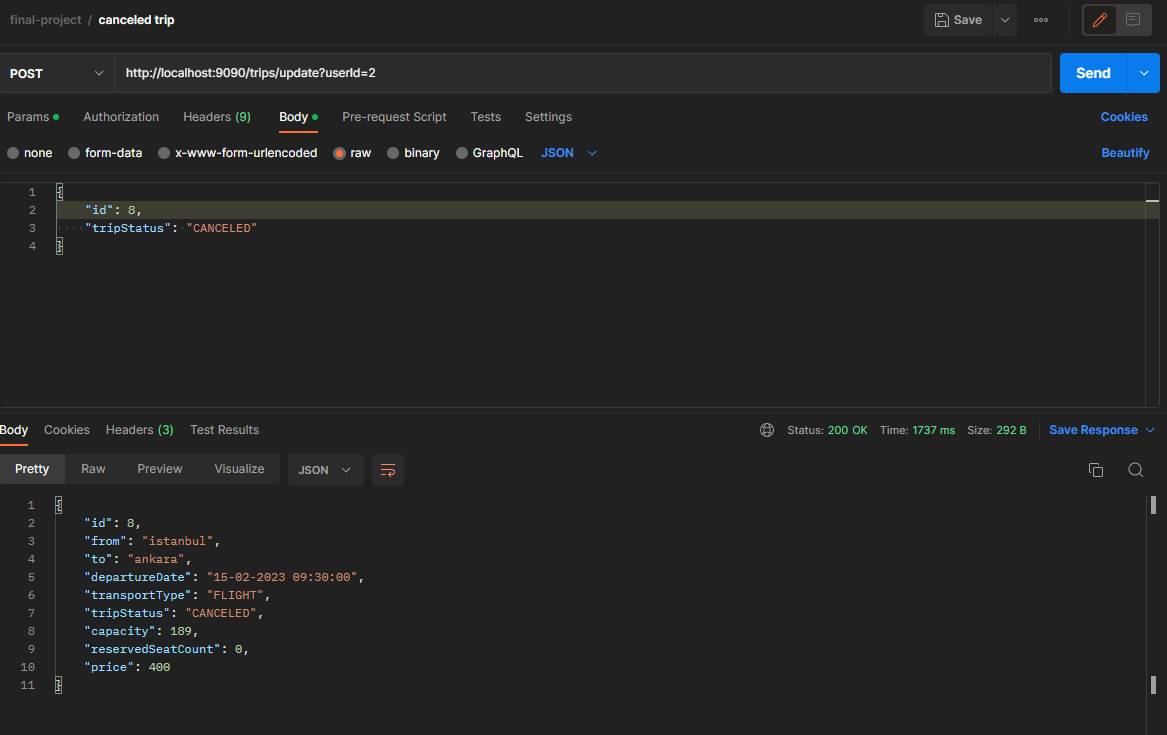 final-project / canceled trip Save
POST http://localhost:9090/trips/update?userId=2 Send
Params Authorization Headers (9) Body Pre-request Script Tests Settings Cookies
none form-data x-www-form-urlencoded raw binary GraphQL JSON Beautify
1 {
2 "id": 8,
3 "tripStatus": "CANCELED"
4 }
Body Cookies Headers (3) Test Results Status: 200 OK Time: 1737 ms Size: 292 B Save Response
Pretty Raw Preview Visualize JSON
1 {
2 "id": 8,
3 "from": "istanbul",
4 "to": "ankara",
5 "departureDate": "15-02-2023 09:30:00",
6 "transportType": "FLIGHT",
7 "tripStatus": "CANCELED",
8 "capacity": 189,
9 "reservedSeatCount": 0,
10 "price": 400
11 }